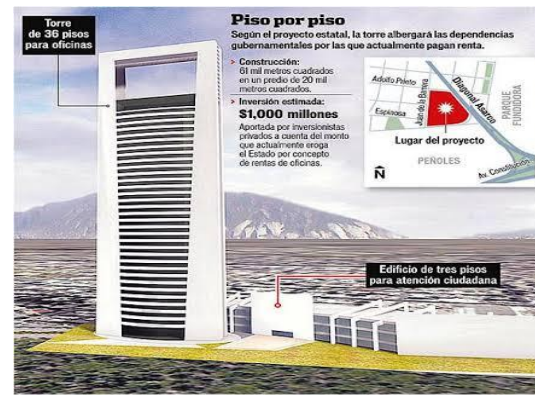 Torre
de 36 pisos
para oficinas
Piso por piso
Según el proyecto estatal, la torre albergará las dependencias
gubernamentales por las que actualmente pagan renta.
Construcción:
61 mil metros cuadrados
en un predio de 20 mil
metros cuadrados.
Inversión estimada:
$1,000 millones
Aportada por inversionistas
privados a cuenta del monto
que actualmente eroga
el Estado por concepto
de rentas de oficinas.
Adolfo Prieto
Espinosa
Juan de la Barrera
Diagonal Asarco
PARQUE
FUNDIDORA
Lugar del proyecto
PEÑOLES
Av. Constitución
N
Edificio de tres pisos
para atención ciudadana